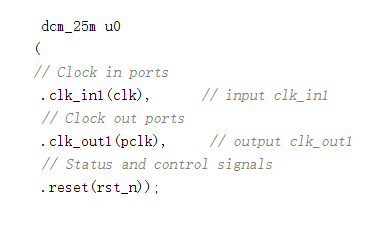 dcm_25m u0
(
// Clock in ports
.clk_in1(clk), // input clk_in1
// Clock out ports
.clk_out1(pclk), // output clk_out1
// Status and control signals
.reset(rst_n));